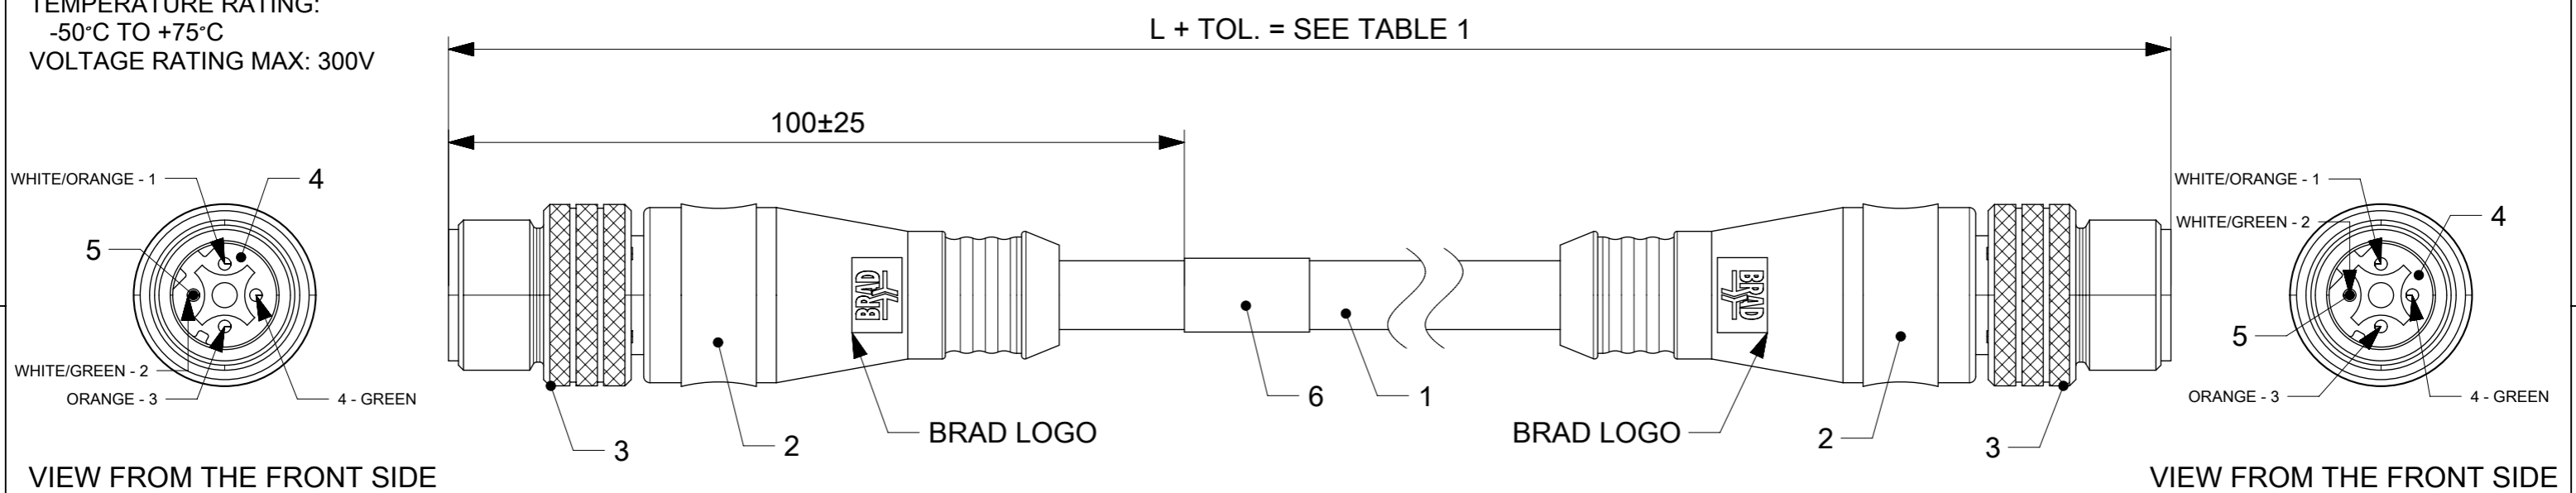 TEMPERATURE RATING:
-50°C TO +75°C
VOLTAGE RATING MAX: 300V
L + TOL. = SEE TABLE 1
100±25
WHITE/ORANGE - 1
4
5
WHITE/GREEN - 2
ORANGE - 3
4 - GREEN
VIEW FROM THE FRONT SIDE
3
2
BRAD
BRAD LOGO
6
1
BRAD
BRAD LOGO
2
3
WHITE/ORANGE - 1
WHITE/GREEN - 2
4
5
ORANGE - 3
4 - GREEN
VIEW FROM THE FRONT SIDE